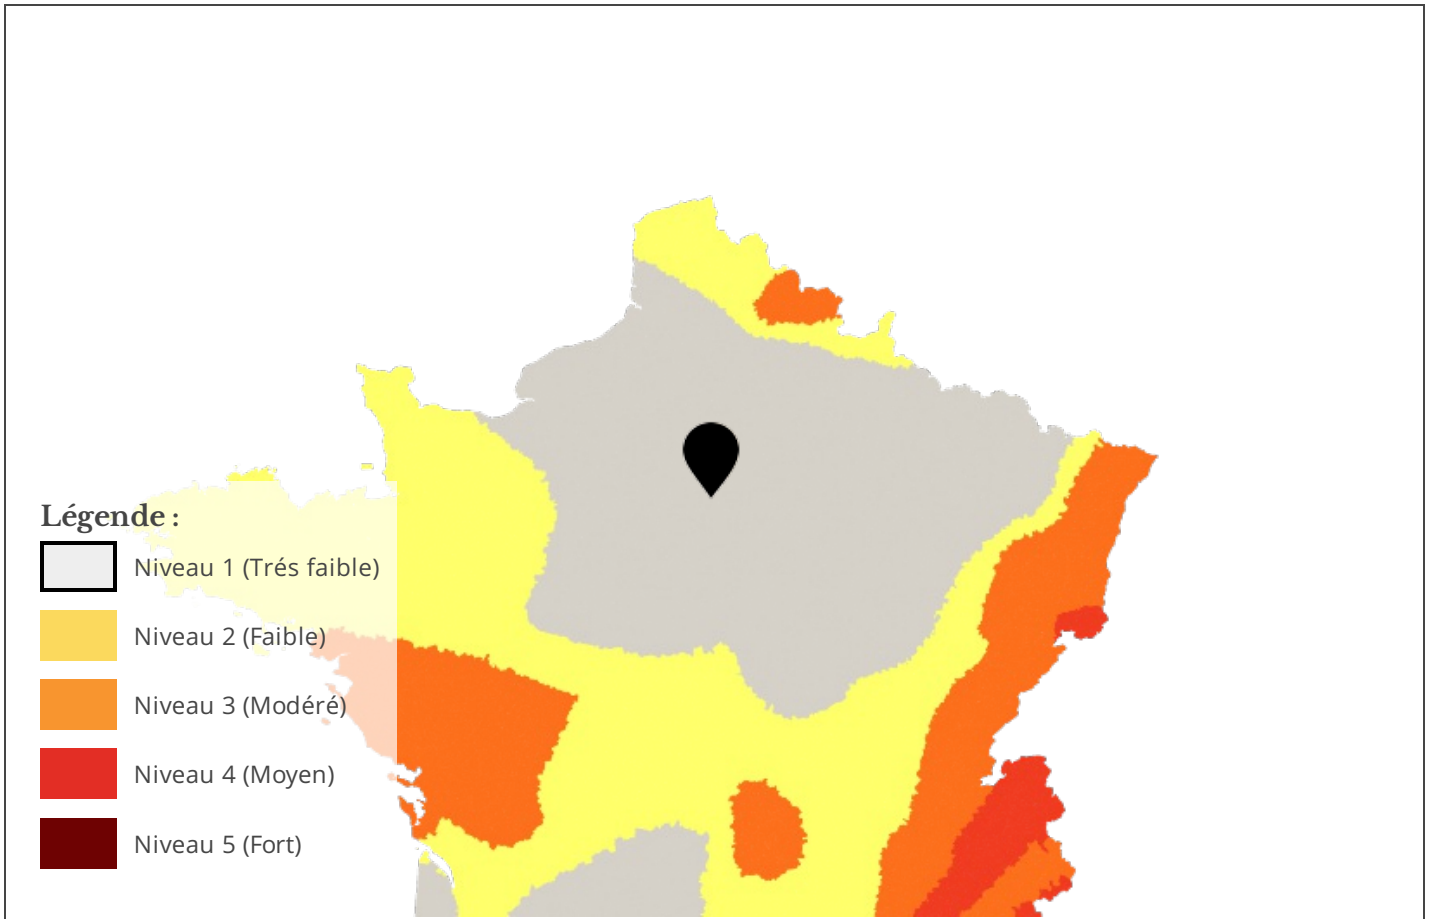 Légende :
Niveau 1 (Trés faible)
Niveau 2 (Faible)
Niveau 3 (Modéré)
Niveau 4 (Moyen)
Niveau 5 (Fort)